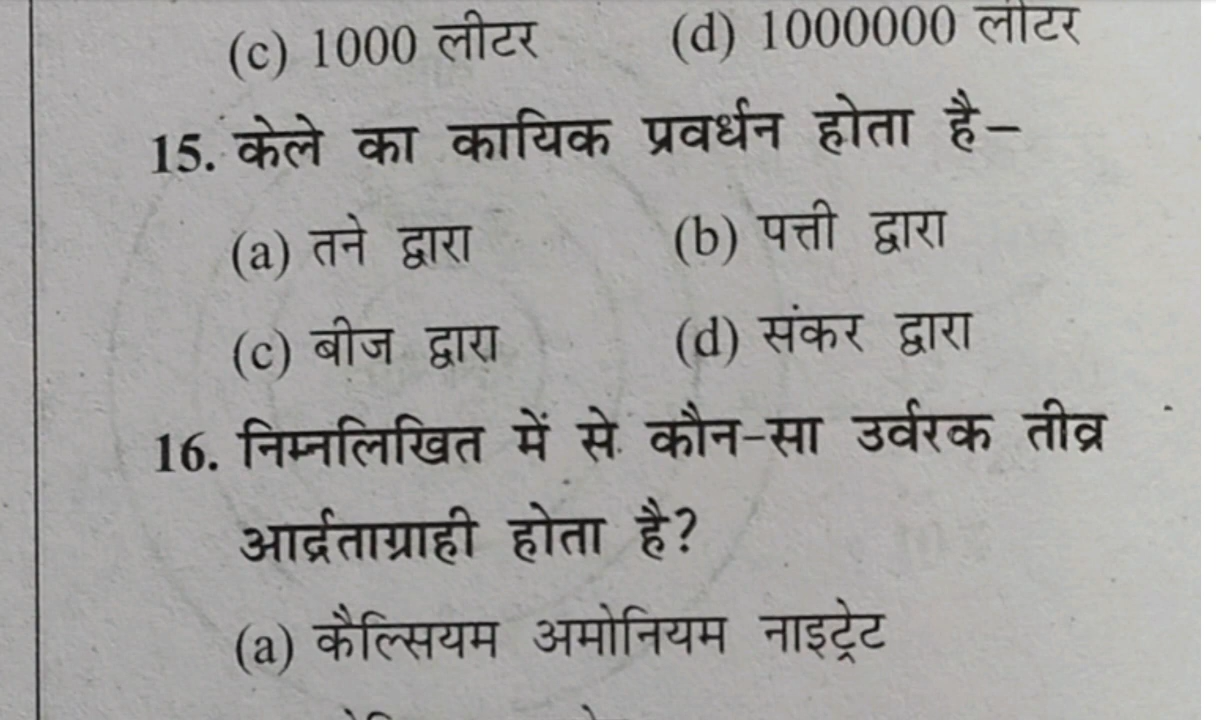 (c) 1000 लीटर (d) 1000000 लीटर
15. केले का कायिक प्रवर्धन होता है–
(a) तने द्वारा (b) पत्ती द्वारा
(c) बीज द्वारा (d) संकर द्वारा
16. निम्नलिखित में से कौन-सा उर्वरक तीव्र
आर्द्रताग्राही होता है?
(a) कैल्सियम अमोनियम नाइट्रेट